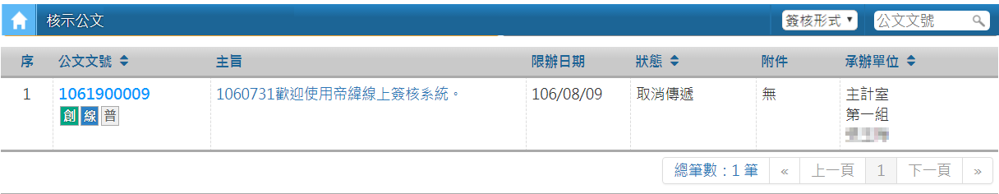 核示公文
簽核形式
公文文號
序 公文文號 主旨 限辦日期 狀態 附件 承辦單位
1 1061900009 1060731歡迎使用帝緯線上簽核系統。 106/08/09 取消傳遞 無 主計室
創 線 普 第一組
總筆數：1 筆 « 上一頁 1 下一頁 »